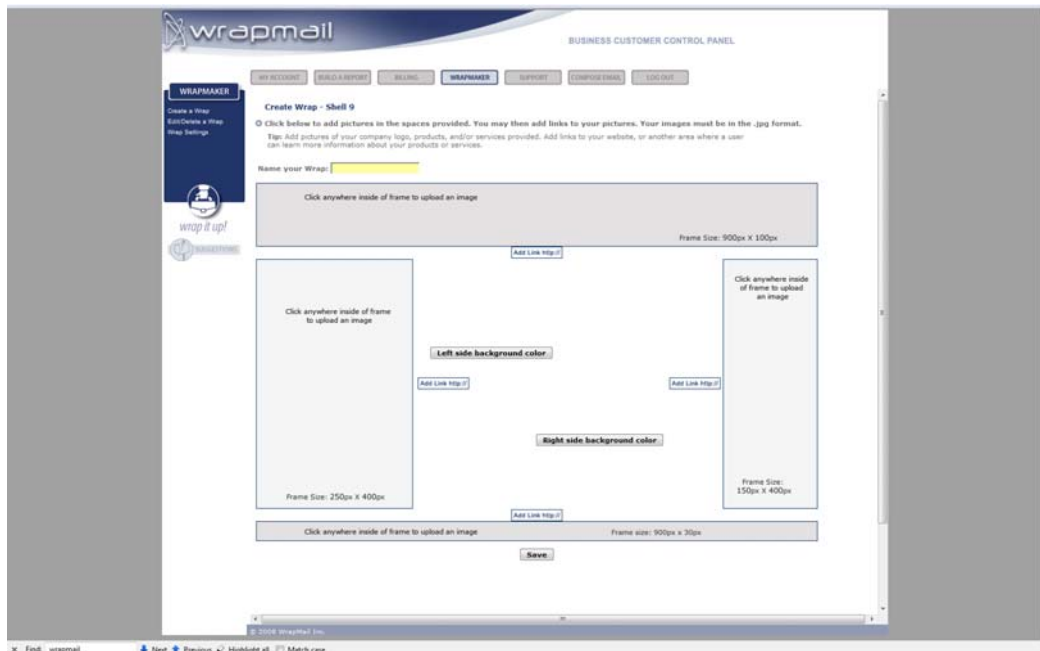 wrapmail
BUSINESS CUSTOMER CONTROL PANEL
MY ACCOUNT BUILD A REPORT BILLING WRAPMAKER SUPPORT COMPOSE EMAIL LOG OUT
WRAPMAKER
Create a Wrap
Edit/Delete a Wrap
Wrap Settings
wrap it up!
SUGGESTIONS
Create Wrap - Shell 9
Click below to add pictures in the spaces provided. You may then add links to your pictures. Your images must be in the .jpg format.
Tip: Add pictures of your company logo, products, and/or services provided. Add links to your website, or another area where a user
can learn more information about your products or services.
Name your Wrap:
Click anywhere inside of frame to upload an image
Frame Size: 900px X 100px
Add Link http://
Click anywhere inside of frame
to upload an image
Frame Size: 250px X 400px
Left side background color
Add Link http://
Add Link http://
Right side background color
Click anywhere inside
of frame to upload
an image
Frame Size:
150px X 400px
Add Link http://
Click anywhere inside of frame to upload an image
Frame size: 900px x 30px
Save
© 2008 WrapMail Inc.
x Find: wrapmail Next Previous Highlight all Match case